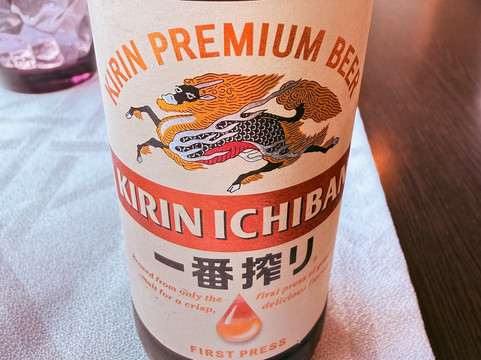 KIRIN PREMIUM BEER
KIRIN ICHIBAN
一番搾り
from only the
malt for a crisp,
first press of
delicious
FIRST PRESS